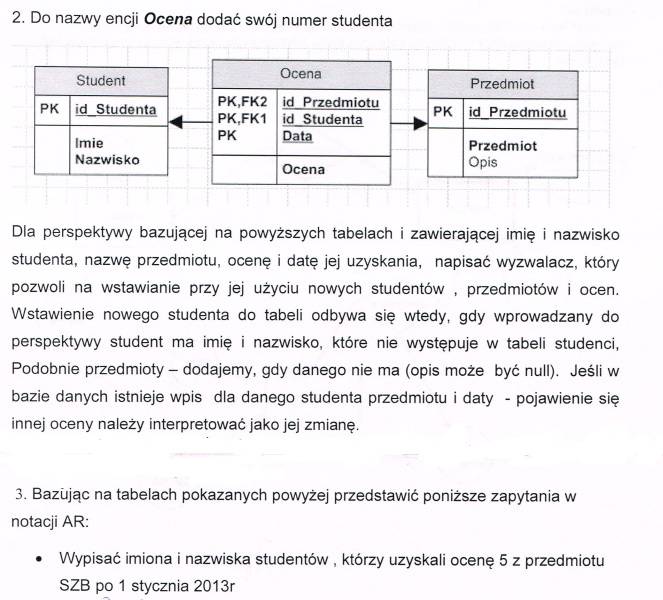 2. Do nazwy encji Ocena dodać swój numer studenta
Student
PK id_Studenta
Imie
Nazwisko
Ocena
PK,FK2 id_Przedmiotu
PK,FK1 id_Studenta
PK Data
Ocena
Przedmiot
PK id_Przedmiotu
Przedmiot
Opis
Dla perspektywy bazującej na powyższych tabelach i zawierającej imię i nazwisko
studenta, nazwę przedmiotu, ocenę i datę jej uzyskania, napisać wyzwalacz, który
pozwoli na wstawianie przy jej użyciu nowych studentów , przedmiotów i ocen.
Wstawienie nowego studenta do tabeli odbywa się wtedy, gdy wprowadzany do
perspektywy student ma imię i nazwisko, które nie występuje w tabeli studenci,
Podobnie przedmioty – dodajemy, gdy danego nie ma (opis może być null). Jeśli w
bazie danych istnieje wpis dla danego studenta przedmiotu i daty - pojawienie się
innej oceny należy interpretować jako jej zmianę.
3. Bazując na tabelach pokazanych powyżej przedstawić poniższe zapytania w
notacji AR:
• Wypisać imiona i nazwiska studentów , którzy uzyskali ocenę 5 z przedmiotu
SZB po 1 stycznia 2013r